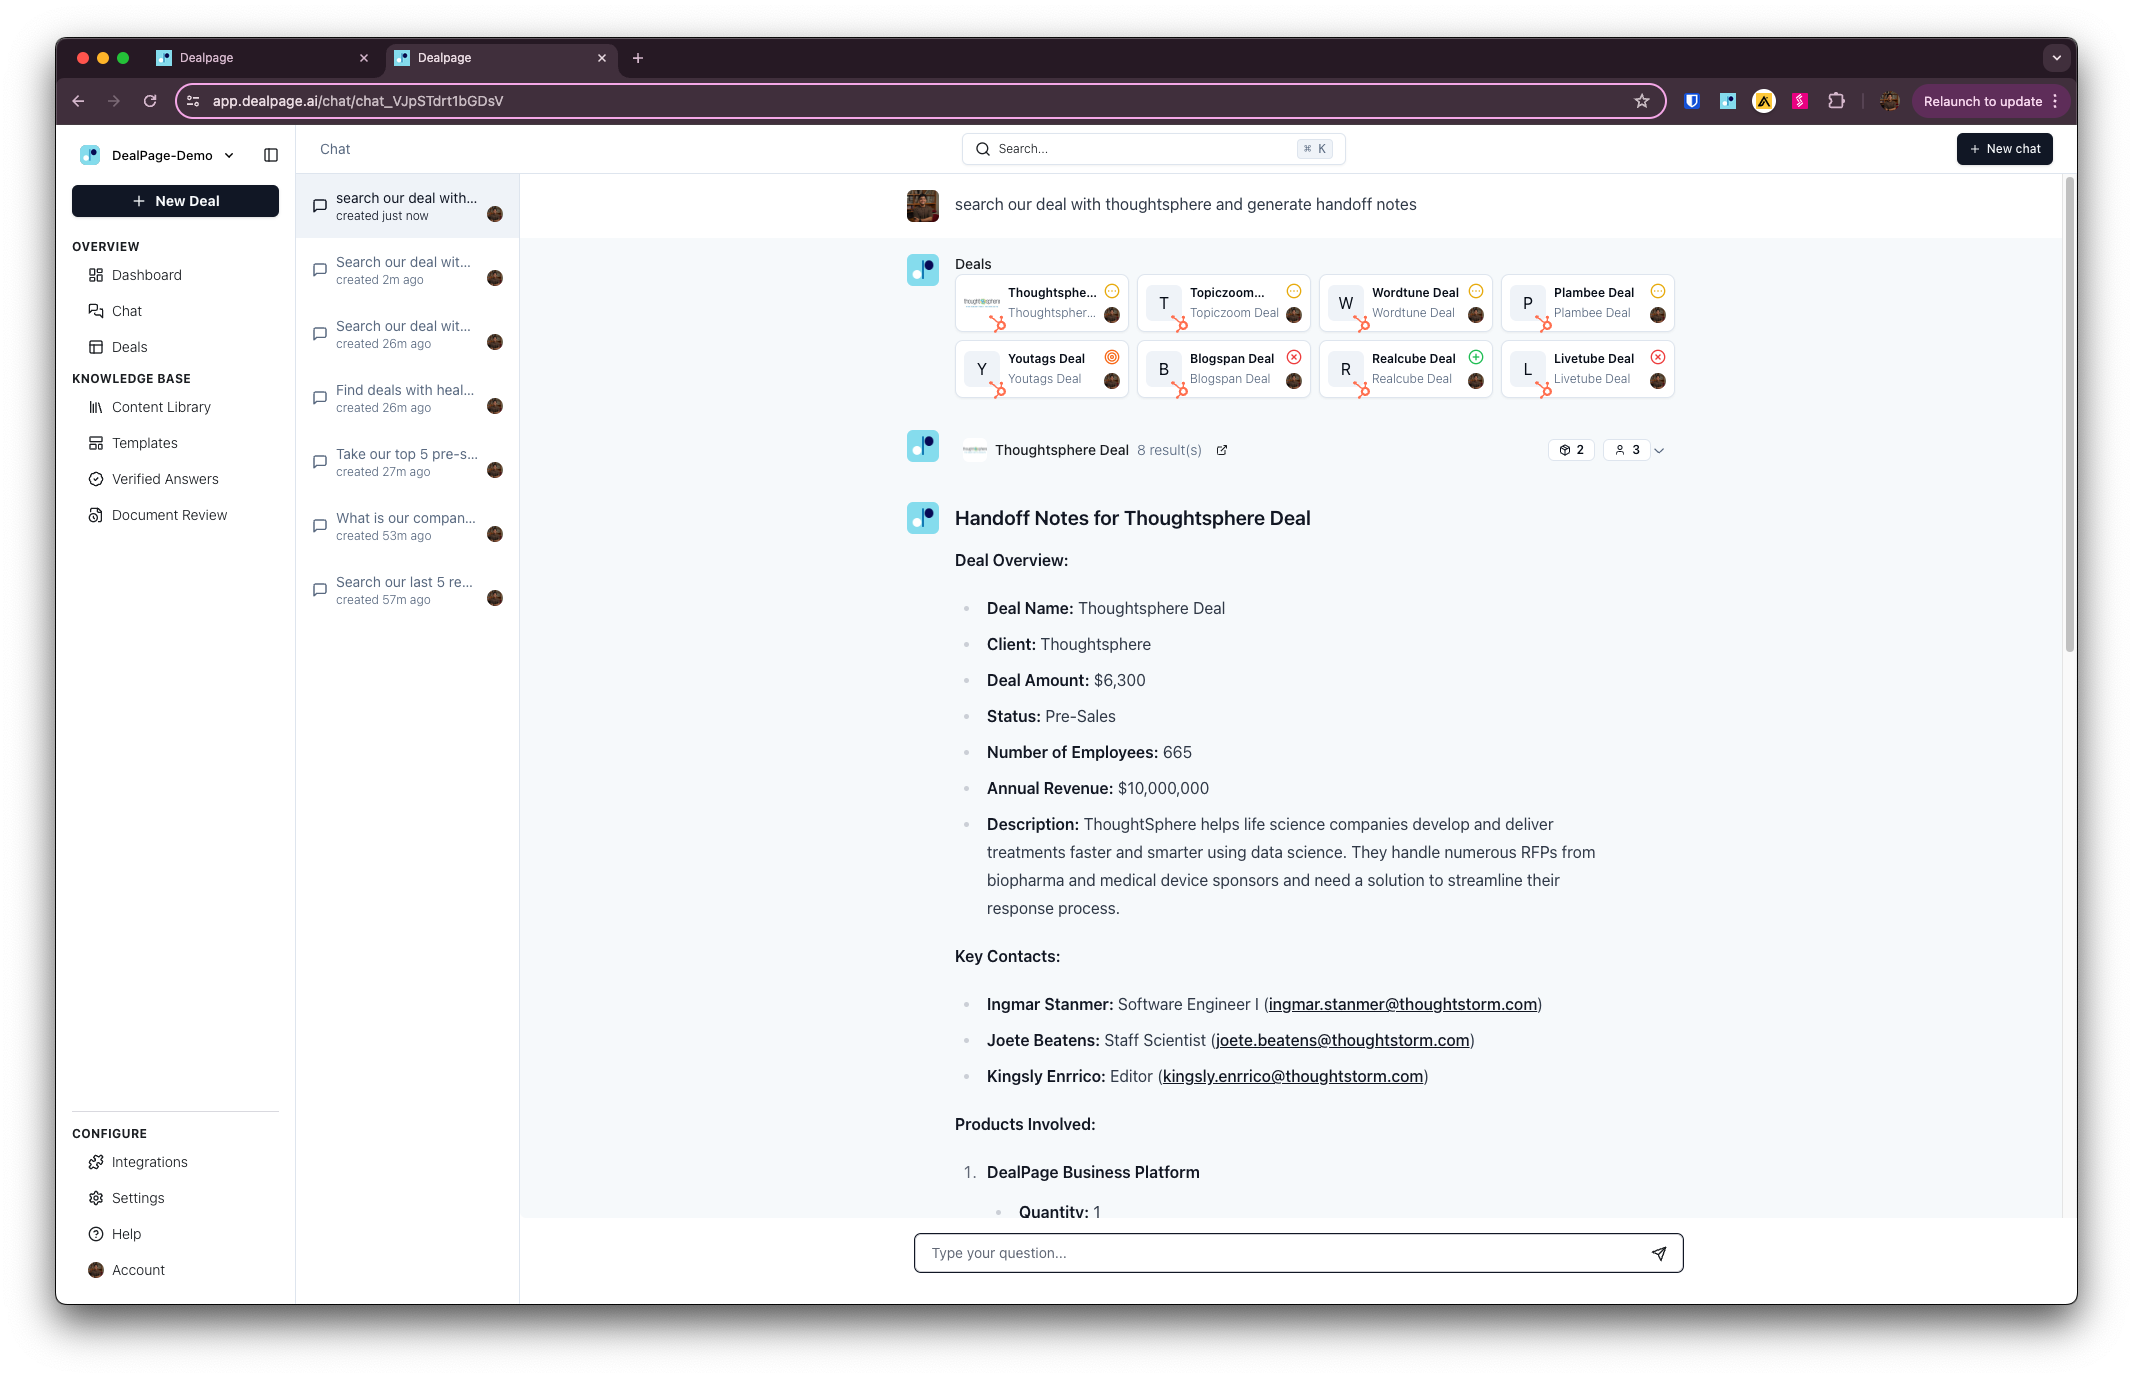 Dealpage
Dealpage
app.dealpage.ai/chat/chat_VJpSTdrt1bGDsV
Relaunch to update
DealPage-Demo
New Deal
OVERVIEW
Dashboard
Chat
Deals
KNOWLEDGE BASE
Content Library
Templates
Verified Answers
Document Review
CONFIGURE
Integrations
Settings
Help
Account
Chat
Search...
⌘ K
+ New chat
search our deal with...
created just now
Search our deal wit...
created 2m ago
Search our deal wit...
created 26m ago
Find deals with heal...
created 26m ago
Take our top 5 pre-s...
created 27m ago
What is our compan...
created 53m ago
Search our last 5 re...
created 57m ago
search our deal with thoughtsphere and generate handoff notes
Deals
Thoughtsphe...
Thoughtspher...
T
Topiczoom...
Topiczoom Deal
W
Wordtune Deal
Wordtune Deal
P
Plambee Deal
Plambee Deal
Y
Youtags Deal
Youtags Deal
B
Blogspan Deal
Blogspan Deal
R
Realcube Deal
Realcube Deal
L
Livetube Deal
Livetube Deal
Thoughtsphere Deal 8 result(s)
2
3
Handoff Notes for Thoughtsphere Deal
Deal Overview:
Deal Name: Thoughtsphere Deal
Client: Thoughtsphere
Deal Amount: $6,300
Status: Pre-Sales
Number of Employees: 665
Annual Revenue: $10,000,000
Description: ThoughtSphere helps life science companies develop and deliver
treatments faster and smarter using data science. They handle numerous RFPs from
biopharma and medical device sponsors and need a solution to streamline their
response process.
Key Contacts:
Ingmar Stanmer: Software Engineer I (ingmar.stanmer@thoughtstorm.com)
Joete Beatens: Staff Scientist (joete.beatens@thoughtstorm.com)
Kingsly Enrrico: Editor (kingsly.enrrico@thoughtstorm.com)
Products Involved:
1. DealPage Business Platform
Quantity: 1
Type your question...